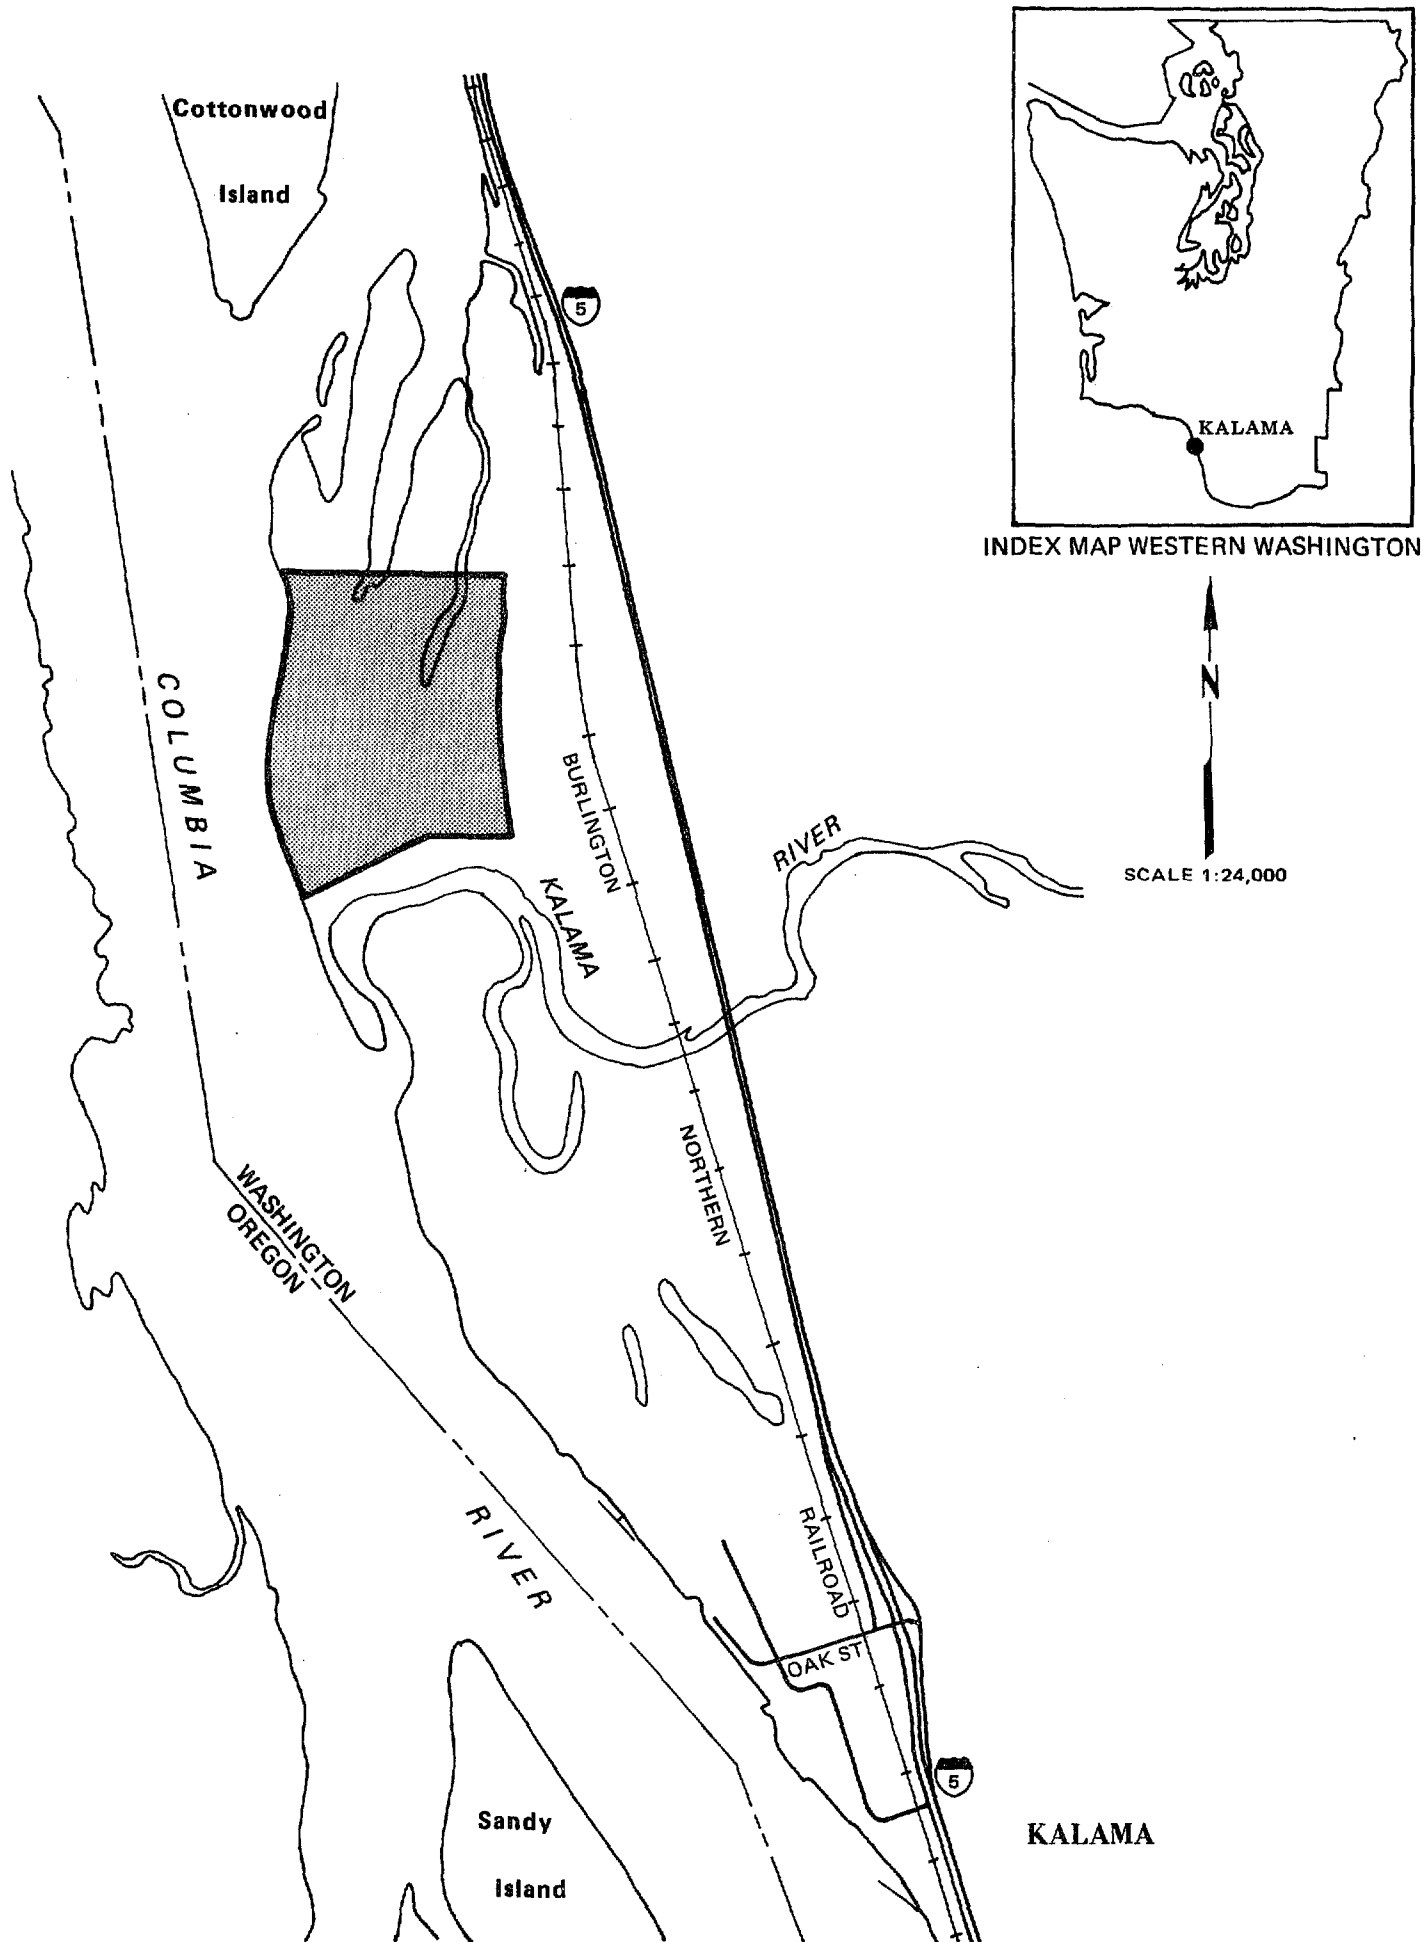 Cottonwood
Island
5
KALAMA
INDEX MAP WESTERN WASHINGTON
N
SCALE 1:24,000
COLUMBIA
BURLINGTON
RIVER
KALAMA
NORTHERN
WASHINGTON
OREGON
RIVER
RAILROAD
OAK ST
5
Sandy
Island
KALAMA